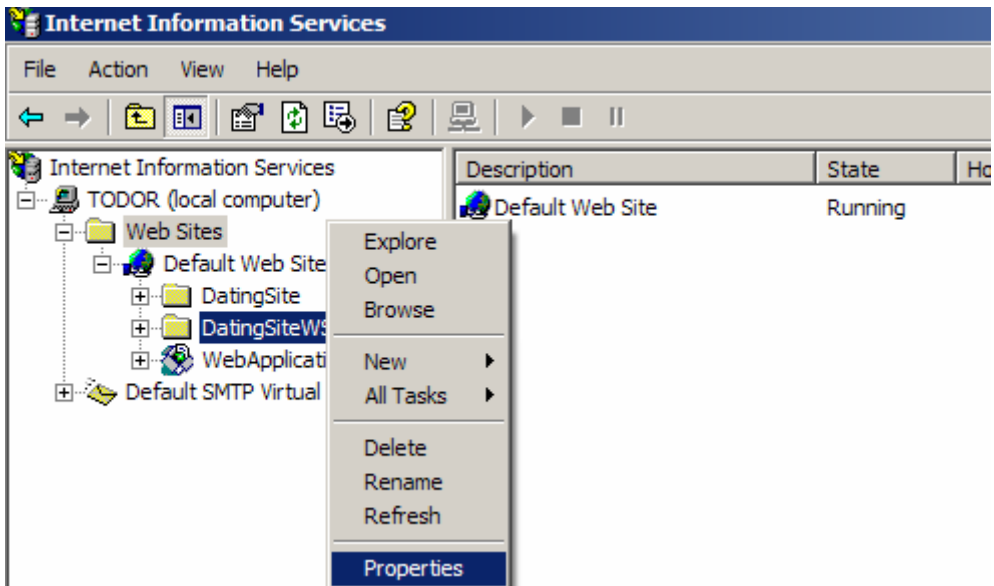 Internet Information Services
File Action View Help
Internet Information Services
TODOR (local computer)
Web Sites
Default Web Site
DatingSite
DatingSiteWS
WebApplicati
Default SMTP Virtual
Description State Ho
Default Web Site Running
Explore
Open
Browse
New
All Tasks
Delete
Rename
Refresh
Properties